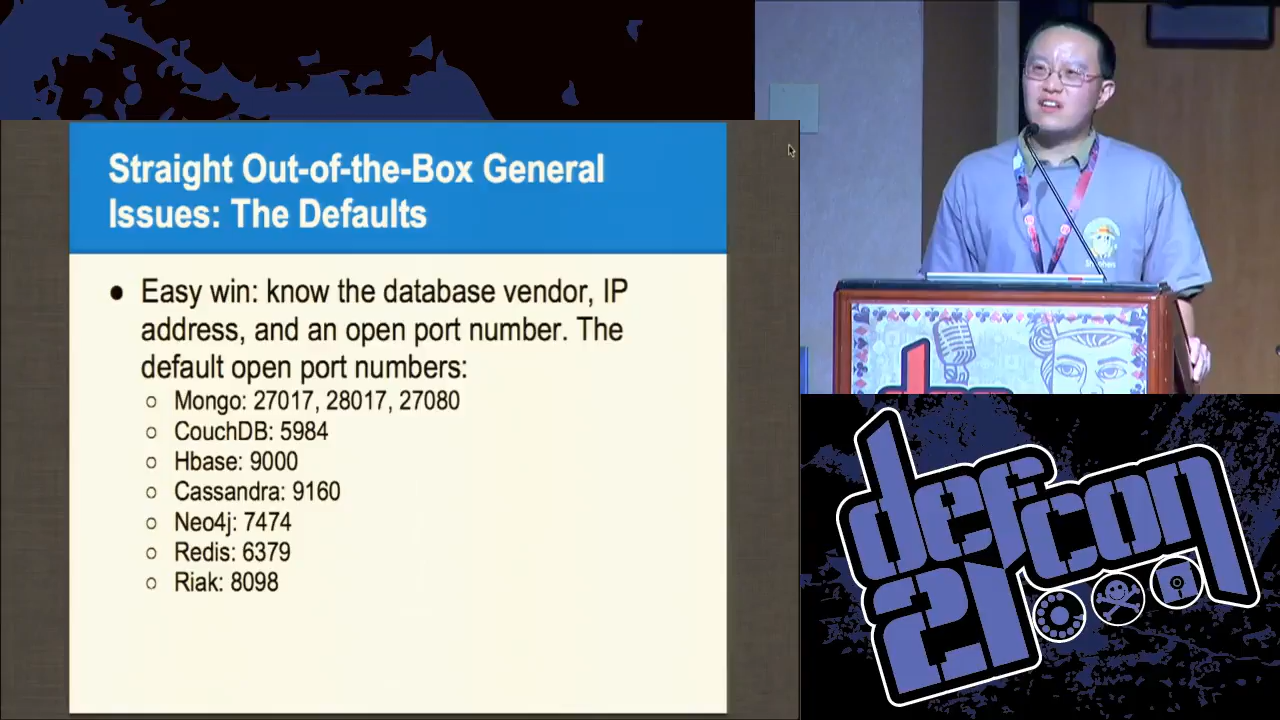 Straight Out-of-the-Box General
Issues: The Defaults
● Easy win: know the database vendor, IP
address, and an open port number. The
default open port numbers:
○ Mongo: 27017, 28017, 27080
○ CouchDB: 5984
○ Hbase: 9000
○ Cassandra: 9160
○ Neo4j: 7474
○ Redis: 6379
○ Riak: 8098
Stephen
defcon
21